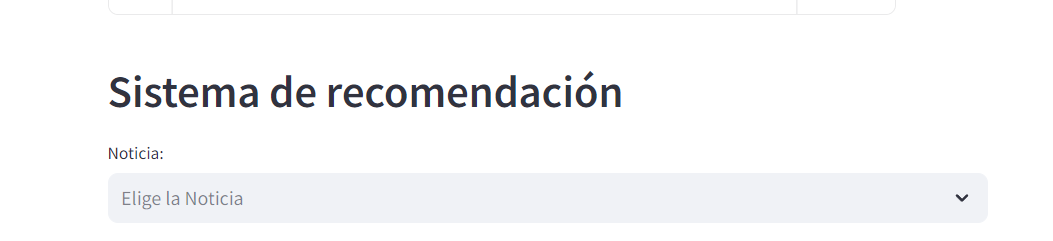 Sistema de recomendación
Noticia:
Elige la Noticia